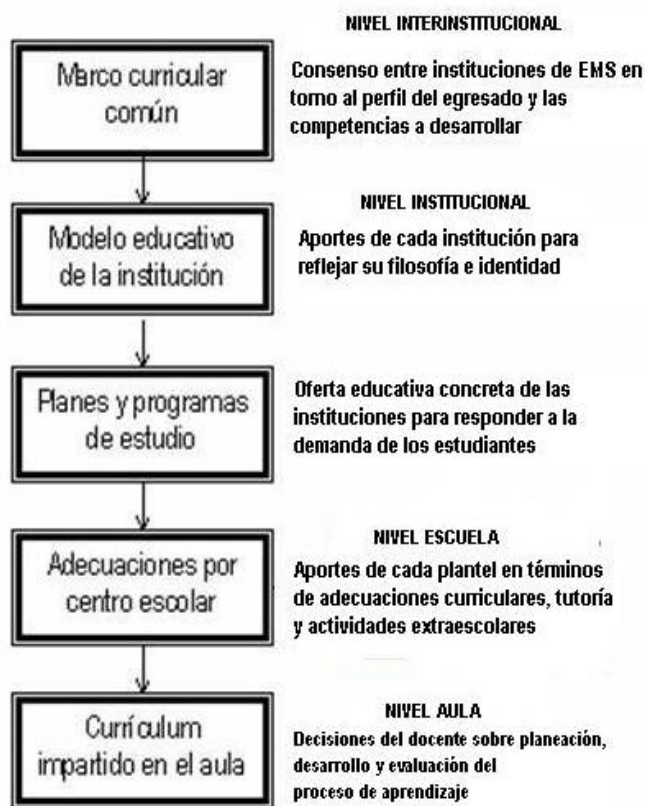 NIVEL INTERINSTITUCIONAL
Marco curricular
común
Consenso entre instituciones de EMS en
torno al perfil del egresado y las
competencias a desarrollar
NIVEL INSTITUCIONAL
Modelo educativo
de la institución
Aportes de cada institución para
reflejar su filosofía e identidad
Planes y programas
de estudio
Oferta educativa concreta de las
instituciones para responder a la
demanda de los estudiantes
NIVEL ESCUELA
Adecuaciones por
centro escolar
Aportes de cada plantel en términos
de adecuaciones curriculares, tutoría
y actividades extraescolares
NIVEL AULA
Currículum
impartido en el aula
Decisiones del docente sobre planeación,
desarrollo y evaluación del
proceso de aprendizaje